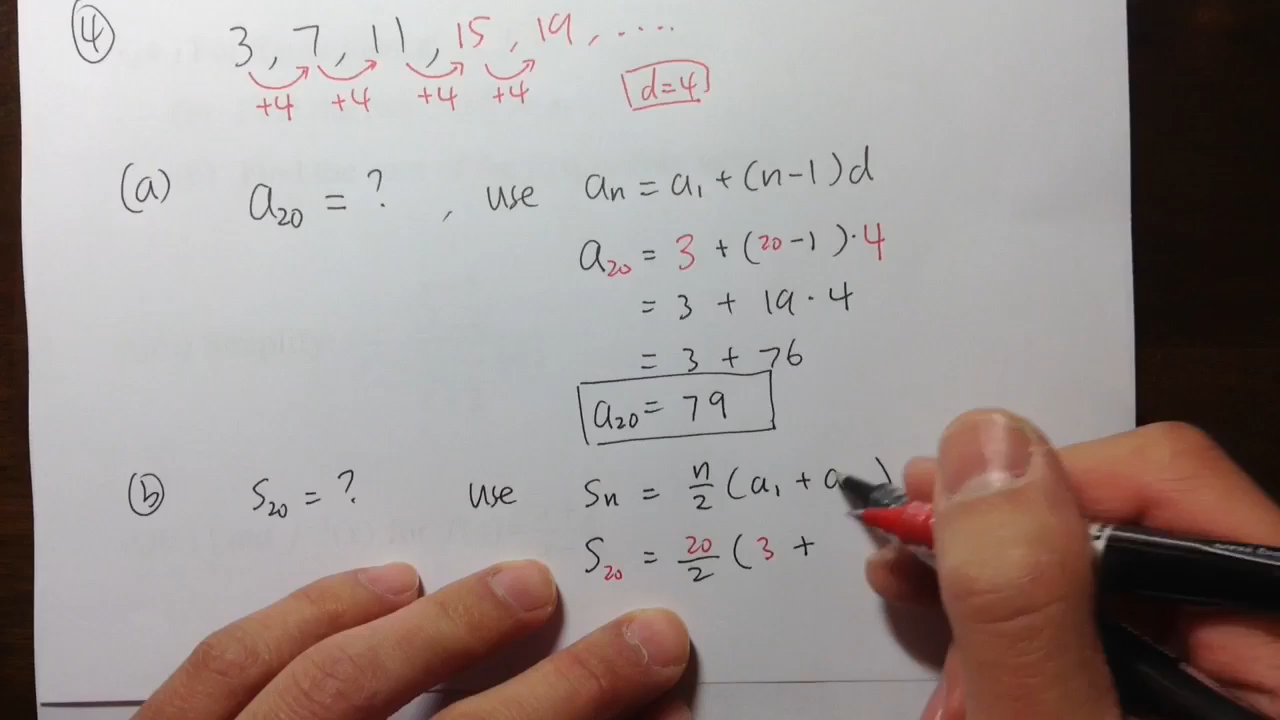 ④ 3, 7, 11, 15, 19, .....
+4 +4 +4 +4 d=4
(a) a₂₀ = ? , use aₙ = a₁ + (n-1)d
a₂₀ = 3 + (20-1)·4
= 3 + 19·4
= 3 + 76
a₂₀ = 79
(b) S₂₀ = ? use Sₙ = n/2 (a₁ + a )
S₂₀ = 20/2 (3 +